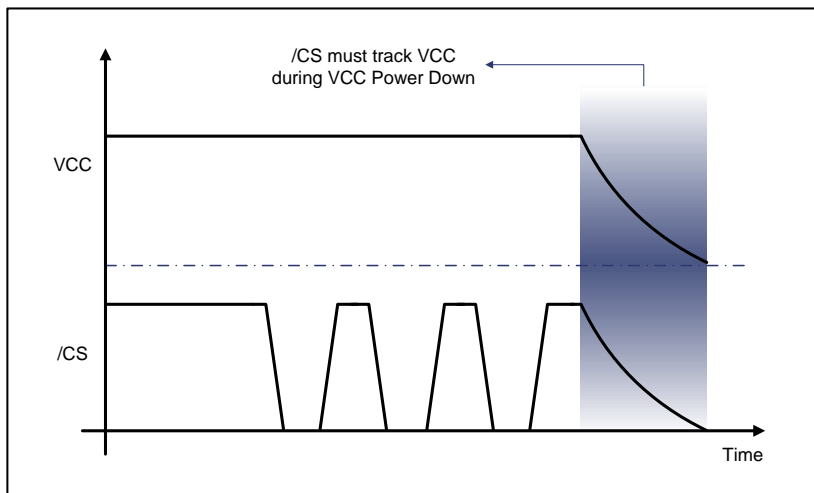 /CS must track VCC
during VCC Power Down
VCC
/CS
Time